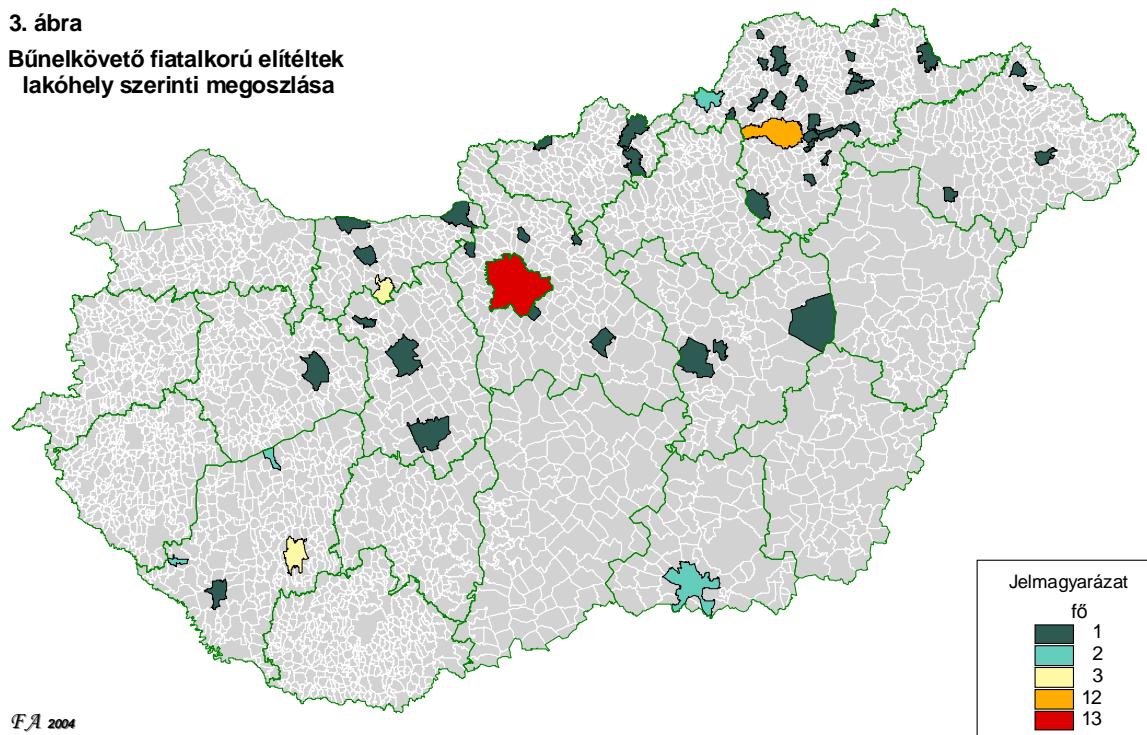 3. ábra
Bűnelkövető fiatalkorú elítéltek
lakóhely szerinti megoszlása
Jelmagyarázat
fő
1
2
3
12
13
FA 2004